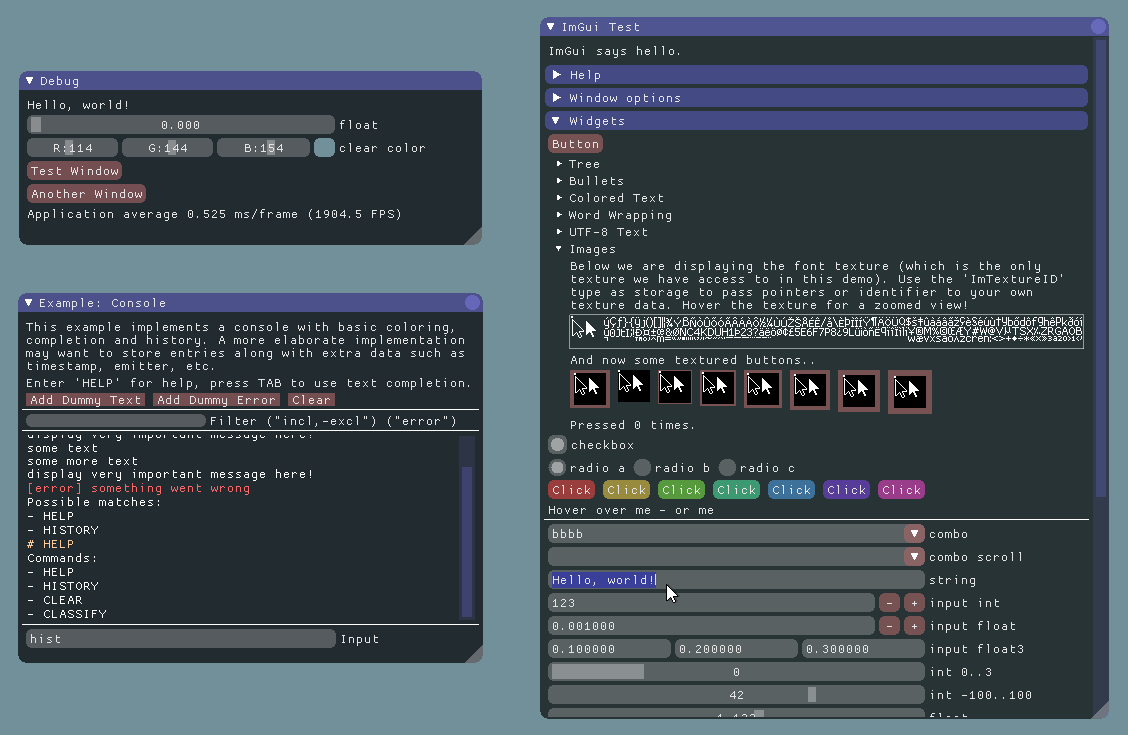 Debug
Hello, world!
0.000 float
R:114 G:144 B:154 clear color
Test Window
Another Window
Application average 0.525 ms/frame (1904.5 FPS)
Example: Console
This example implements a console with basic coloring,
completion and history. A more elaborate implementation
may want to store entries along with extra data such as
timestamp, emitter, etc.
Enter 'HELP' for help, press TAB to use text completion.
Add Dummy Text Add Dummy Error Clear
Filter ("incl,-excl") ("error")
display very important message here!
some text
some more text
display very important message here!
[error] something went wrong
Possible matches:
- HELP
- HISTORY
# HELP
Commands:
- HELP
- HISTORY
- CLEAR
- CLASSIFY
hist Input
ImGui Test
ImGui says hello.
Help
Window options
Widgets
Button
Tree
Bullets
Colored Text
Word Wrapping
UTF-8 Text
Images
Below we are displaying the font texture (which is the only
texture we have access to in this demo). Use the 'ImTextureID'
type as storage to pass pointers or identifier to your own
texture data. Hover the texture for a zoomed view!
And now some textured buttons..
Pressed 0 times.
checkbox
radio a radio b radio c
Click Click Click Click Click Click Click
Hover over me - or me
bbbb combo
combo scroll
Hello, world! string
123 - + input int
0.001000 - + input float
0.100000 0.200000 0.300000 input float3
0 int 0..3
42 int -100..100
float